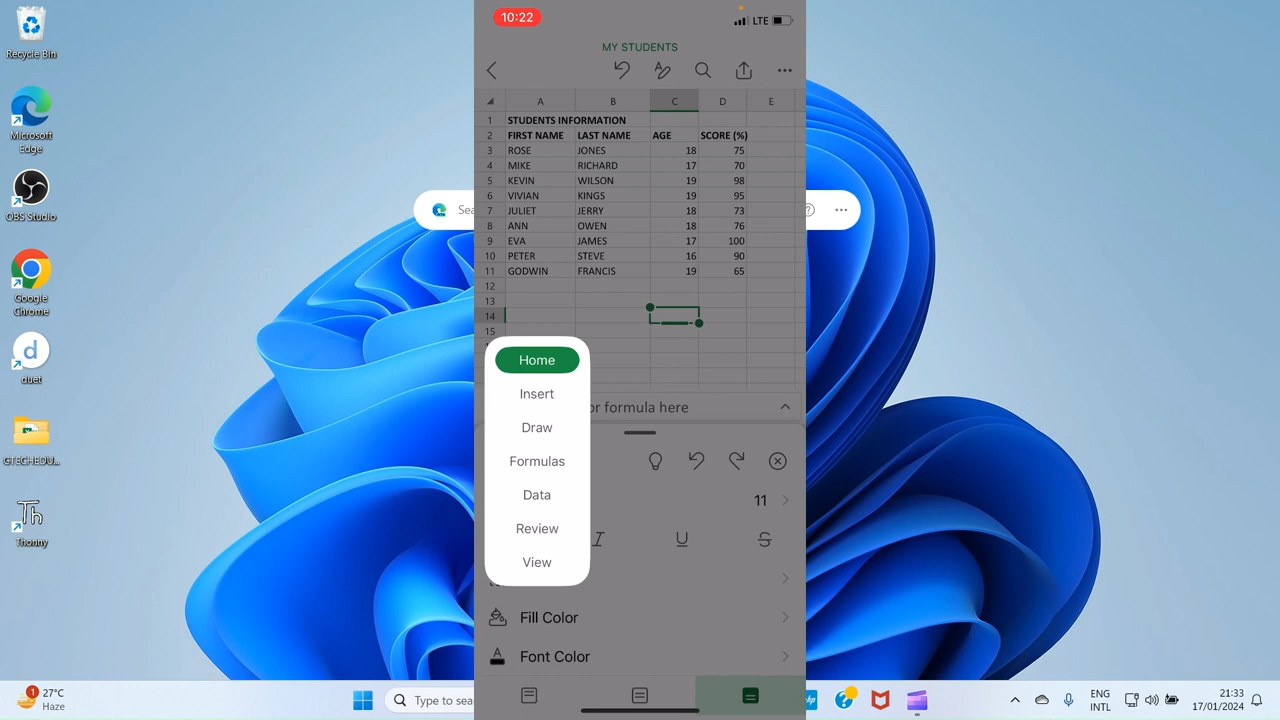 Recycle Bin
Microsoft
Edge
OBS Studio
Google
Chrome
duet
GTECHEDU...
Thonny
10:22
LTE
MY STUDENTS
A B C D E
1 STUDENTS INFORMATION
2 FIRST NAME LAST NAME AGE SCORE (%)
3 ROSE JONES 18 75
4 MIKE RICHARD 17 70
5 KEVIN WILSON 19 98
6 VIVIAN KINGS 19 95
7 JULIET JERRY 18 73
8 ANN OWEN 18 76
9 EVA JAMES 17 100
10 PETER STEVE 16 90
11 GODWIN FRANCIS 19 65
12
13
14
15
or formula here
Home
Insert
Draw
Formulas
Data
Review
View
11
I U S
Fill Color
A Font Color
Sea
1
27°C
Haze
Type to sea
hp
ENG
INTL
21:33
17/01/2024